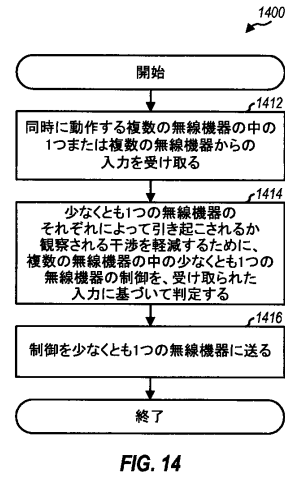 1400
開始
1412
同時に動作する複数の無線機器の中の
1つまたは複数の無線機器からの
入力を受け取る
1414
少なくとも1つの無線機器の
それぞれによって引き起こされるか
観察される干渉を軽減するために、
複数の無線機器の中の少なくとも1つの
無線機器の制御を、受け取られた
入力に基づいて判定する
1416
制御を少なくとも1つの無線機器に送る
終了
FIG. 14